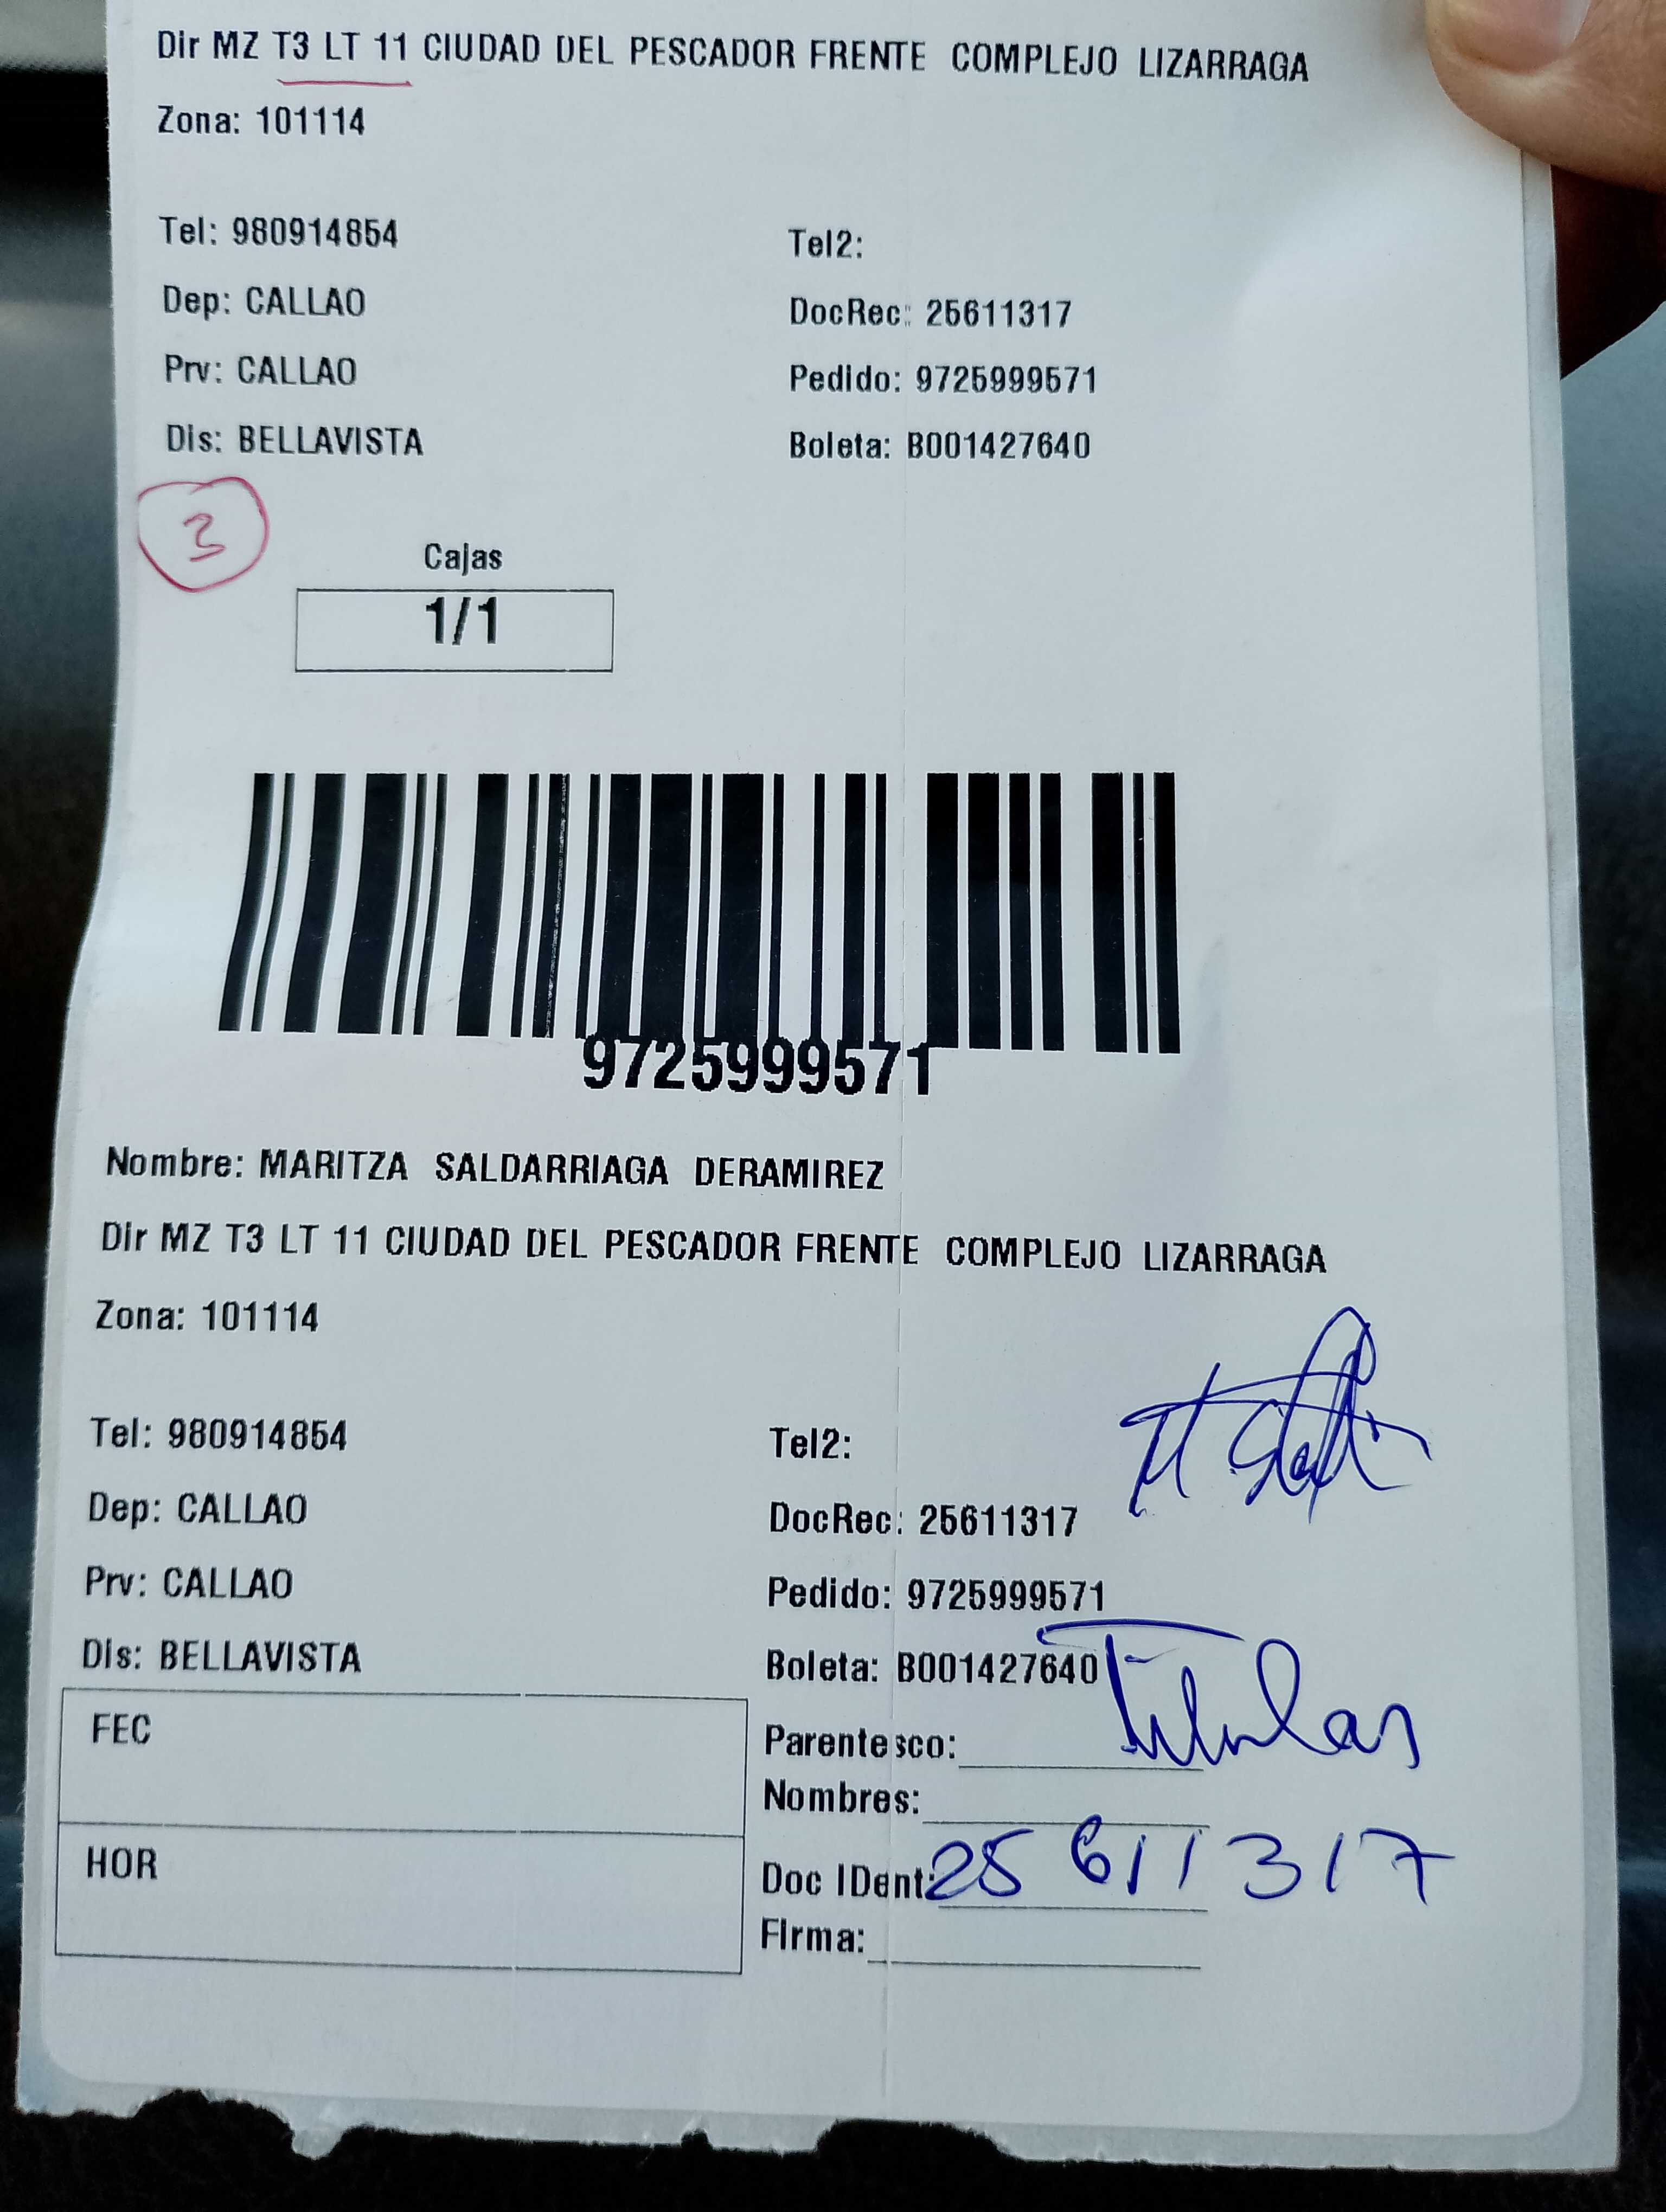 Dir MZ T3 LT 11 CIUDAD DEL PESCADOR FRENTE COMPLEJO LIZARRAGA
Zona: 101114
Tel: 980914854
Tel2:
Dep: CALLAO
DocRec: 25611317
Prv: CALLAO
Pedido: 9725999571
Dis: BELLAVISTA
Boleta: B001427640
3
Cajas
1/1
9725999571
Nombre: MARITZA SALDARRIAGA DERAMIREZ
Dir MZ T3 LT 11 CIUDAD DEL PESCADOR FRENTE COMPLEJO LIZARRAGA
Zona: 101114
Tel: 980914854
Tel2:
Dep: CALLAO
DocRec: 25611317
Prv: CALLAO
Pedido: 9725999571
Dis: BELLAVISTA
Boleta: B001427640
FEC
Parentesco: Titular
Nombres:
HOR
Doc IDent: 25611317
Firma: